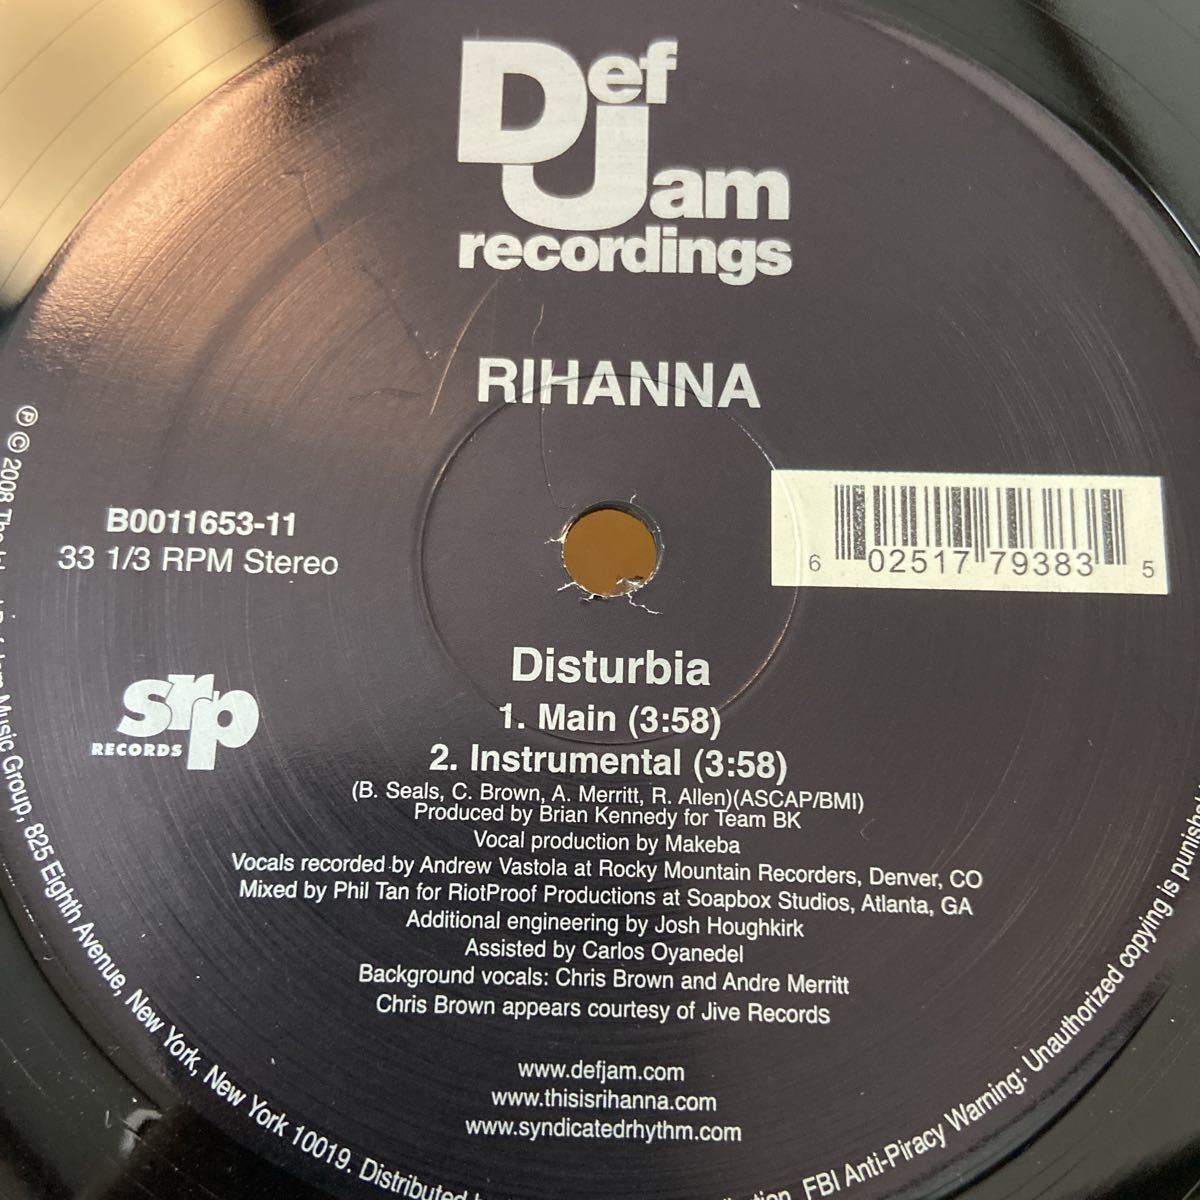 Def
Jam
recordings
RIHANNA
B0011653-11
33 1/3 RPM Stereo
6 02517 79383 5
srp
RECORDS
Disturbia
1. Main (3:58)
2. Instrumental (3:58)
(B. Seals, C. Brown, A. Merritt, R. Allen)(ASCAP/BMI)
Produced by Brian Kennedy for Team BK
Vocal production by Makeba
Vocals recorded by Andrew Vastola at Rocky Mountain Recorders, Denver, CO
Mixed by Phil Tan for RiotProof Productions at Soapbox Studios, Atlanta, GA
Additional engineering by Josh Houghkirk
Assisted by Carlos Oyanedel
Background vocals: Chris Brown and Andre Merritt
Chris Brown appears courtesy of Jive Records
www.defjam.com
www.thisisrihanna.com
www.syndicatedrhythm.com
℗ © 2008 The Jam Music Group, 825 Eighth Avenue, New York, New York 10019. Distributed FBI Anti-Piracy Warning: Unauthorized copying is